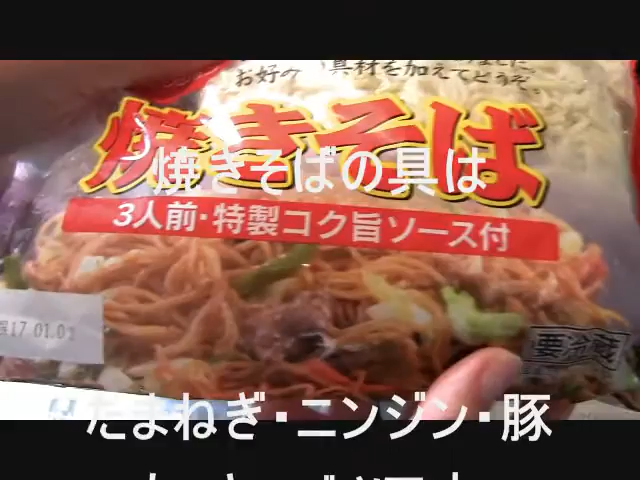 お好み 具材を加えてどうぞ。
焼きそば
焼きそばの具は
3人前・特製コク旨ソース付
17.01.0
要冷蔵
たまねぎ・ニンジン・豚